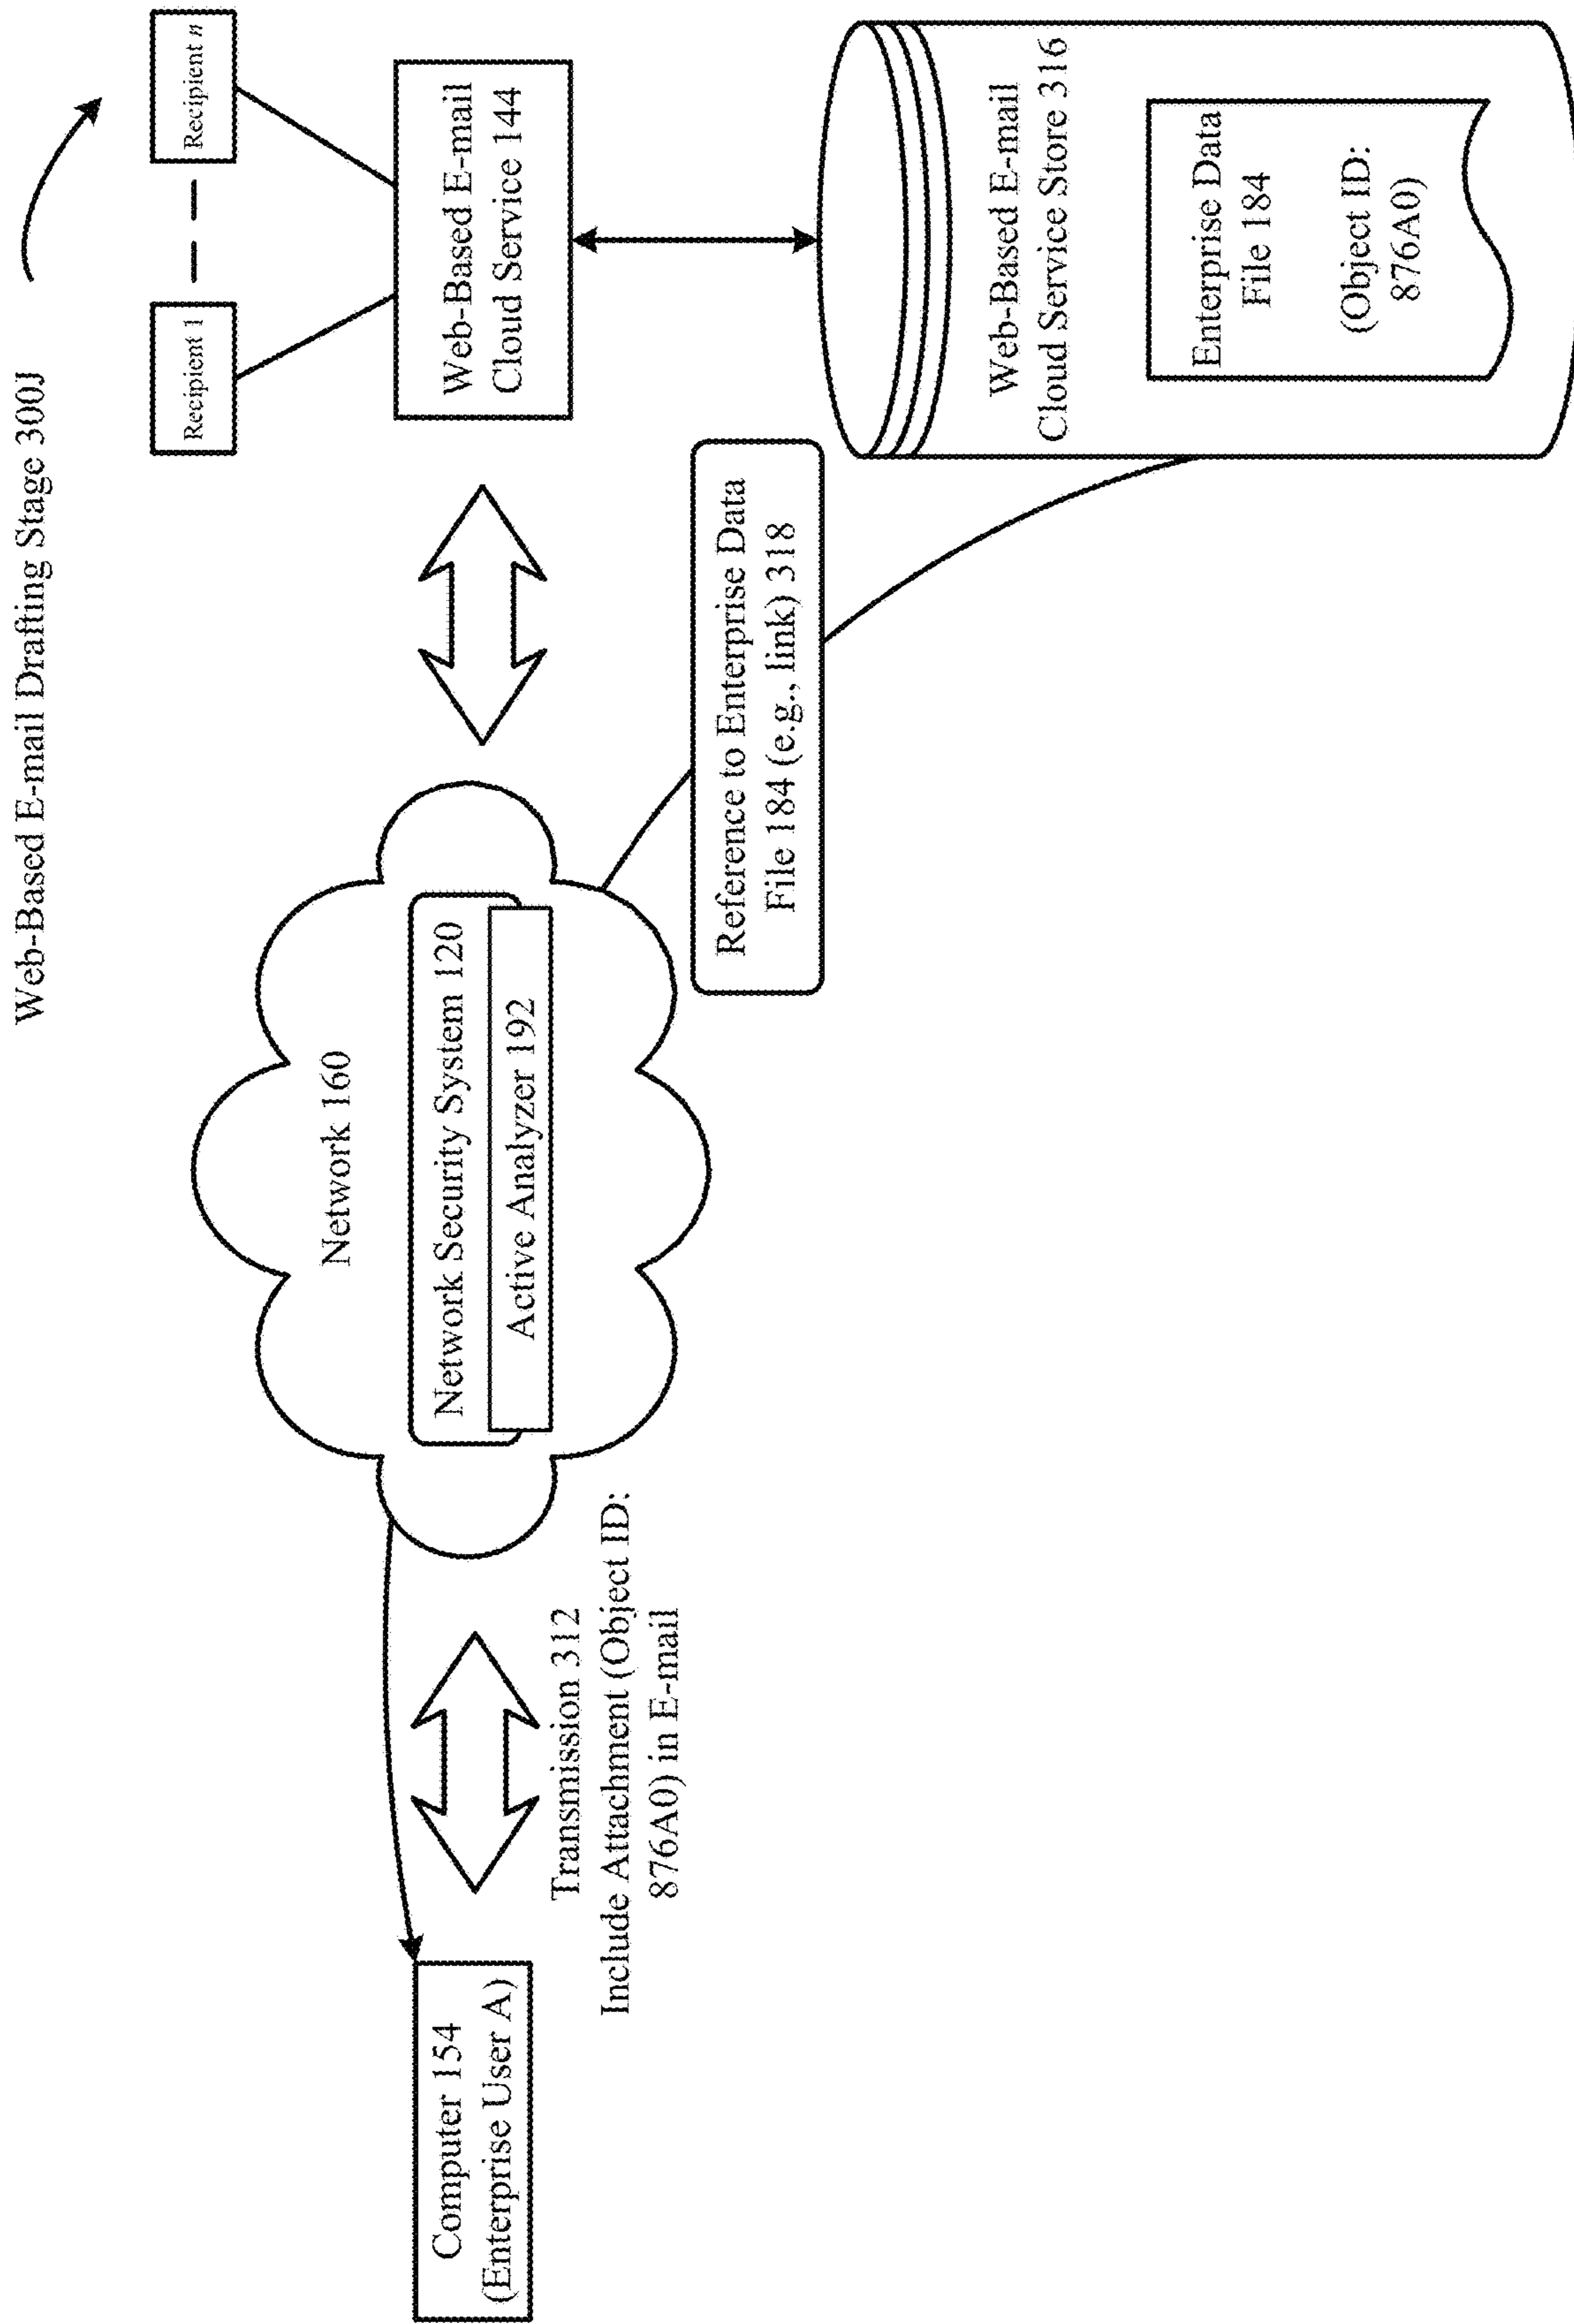 Web-Based E-mail Drafting Stage 300J
Recipient 1
Recipient n
Web-Based E-mail
Cloud Service 144
Network 160
Network Security System 120
Active Analyzer 192
Computer 154
(Enterprise User A)
Transmission 312
Include Attachment (Object ID:
876A0) in E-mail
Reference to Enterprise Data
File 184 (e.g., link) 318
Web-Based E-mail
Cloud Service Store 316
Enterprise Data
File 184
(Object ID:
876A0)